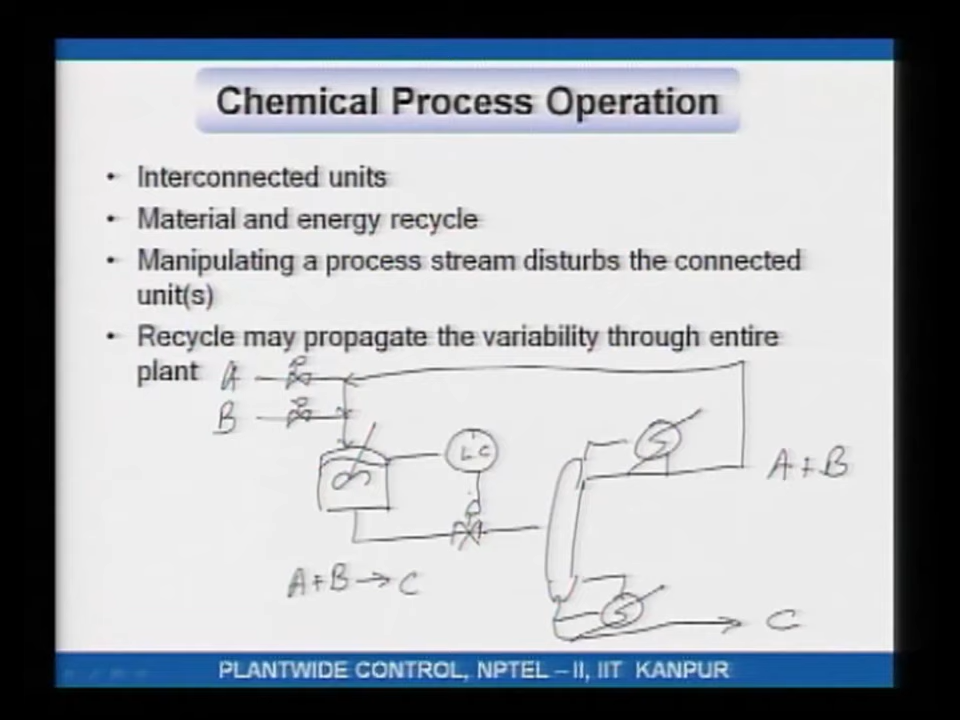 Chemical Process Operation
• Interconnected units
• Material and energy recycle
• Manipulating a process stream disturbs the connected
unit(s)
• Recycle may propagate the variability through entire
plant
A
B
LC
A+B
A+B → C
C
PLANTWIDE CONTROL, NPTEL – II, IIT KANPUR